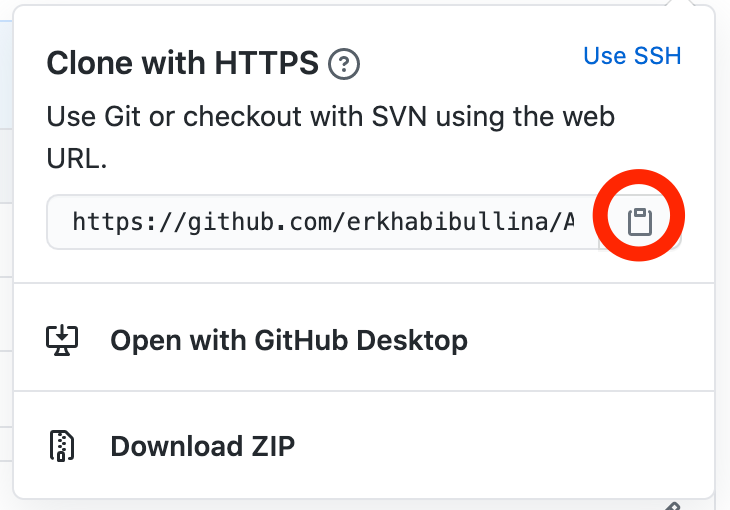 Clone with HTTPS
Use SSH
Use Git or checkout with SVN using the web
URL.
https://github.com/erkhabibullina/A
Open with GitHub Desktop
Download ZIP